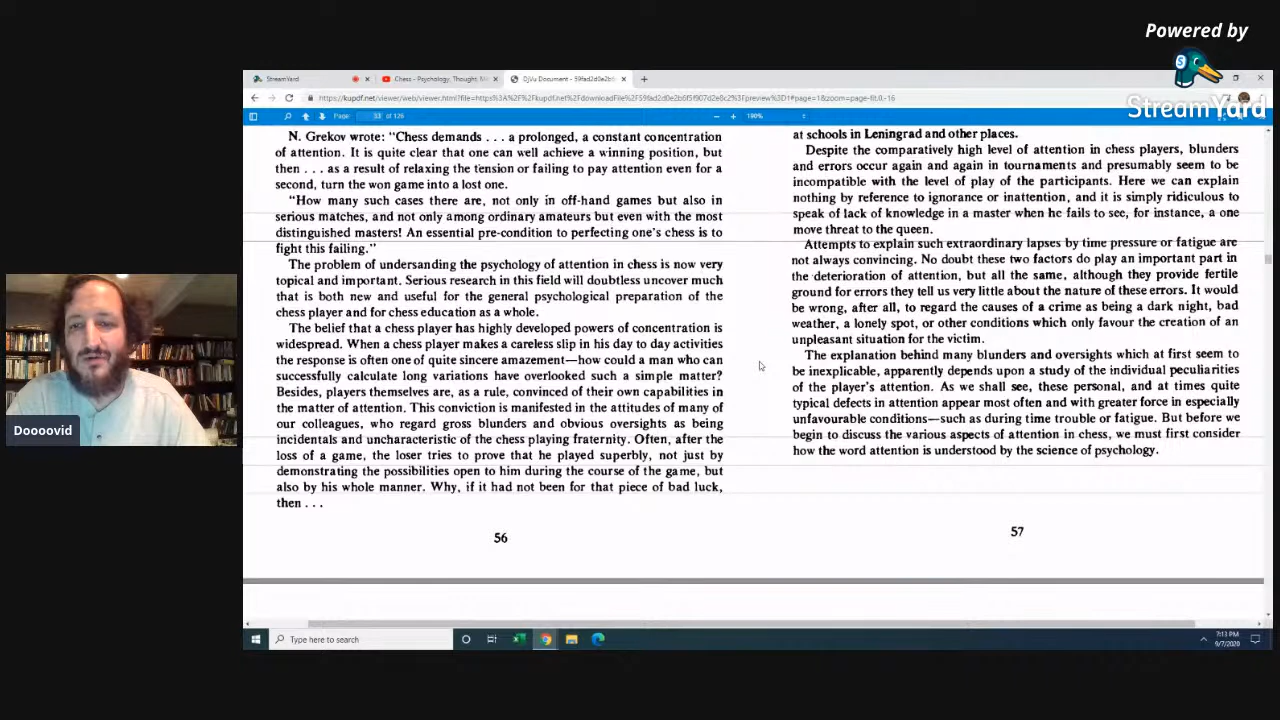 Powered by
StreamYard
StreamYard
Chess - Psychology, Thought,
DjVu Document - 59fad2d0e2b
Page:
33 of 126
190%
N. Grekov wrote: “Chess demands . . . a prolonged, a constant concentration
of attention. It is quite clear that one can well achieve a winning position, but
then . . . as a result of relaxing the tension or failing to pay attention even for a
second, turn the won game into a lost one.
“How many such cases there are, not only in off-hand games but also in
serious matches, and not only among ordinary amateurs but even with the most
distinguished masters! An essential pre-condition to perfecting one's chess is to
fight this failing.”
The problem of undersanding the psychology of attention in chess is now very
topical and important. Serious research in this field will doubtless uncover much
that is both new and useful for the general psychological preparation of the
chess player and for chess education as a whole.
The belief that a chess player has highly developed powers of concentration is
widespread. When a chess player makes a careless slip in his day to day activities
the response is often one of quite sincere amazement—how could a man who can
successfully calculate long variations have overlooked such a simple matter?
Besides, players themselves are, as a rule, convinced of their own capabilities in
the matter of attention. This conviction is manifested in the attitudes of many of
our colleagues, who regard gross blunders and obvious oversights as being
incidentals and uncharacteristic of the chess playing fraternity. Often, after the
loss of a game, the loser tries to prove that he played superbly, not just by
demonstrating the possibilities open to him during the course of the game, but
also by his whole manner. Why, if it had not been for that piece of bad luck,
then . . .
56
at schools in Leningrad and other places.
Despite the comparatively high level of attention in chess players, blunders
and errors occur again and again in tournaments and presumably seem to be
incompatible with the level of play of the participants. Here we can explain
nothing by reference to ignorance or inattention, and it is simply ridiculous to
speak of lack of knowledge in a master when he fails to see, for instance, a one
move threat to the queen.
Attempts to explain such extraordinary lapses by time pressure or fatigue are
not always convincing. No doubt these two factors do play an important part in
the deterioration of attention, but all the same, although they provide fertile
ground for errors they tell us very little about the nature of these errors. It would
be wrong, after all, to regard the causes of a crime as being a dark night, bad
weather, a lonely spot, or other conditions which only favour the creation of an
unpleasant situation for the victim.
The explanation behind many blunders and oversights which at first seem to
be inexplicable, apparently depends upon a study of the individual peculiarities
of the player's attention. As we shall see, these personal, and at times quite
typical defects in attention appear most often and with greater force in especially
unfavourable conditions—such as during time trouble or fatigue. But before we
begin to discuss the various aspects of attention in chess, we must first consider
how the word attention is understood by the science of psychology.
57
Doooovid
Type here to search
7:13 PM
9/7/2020